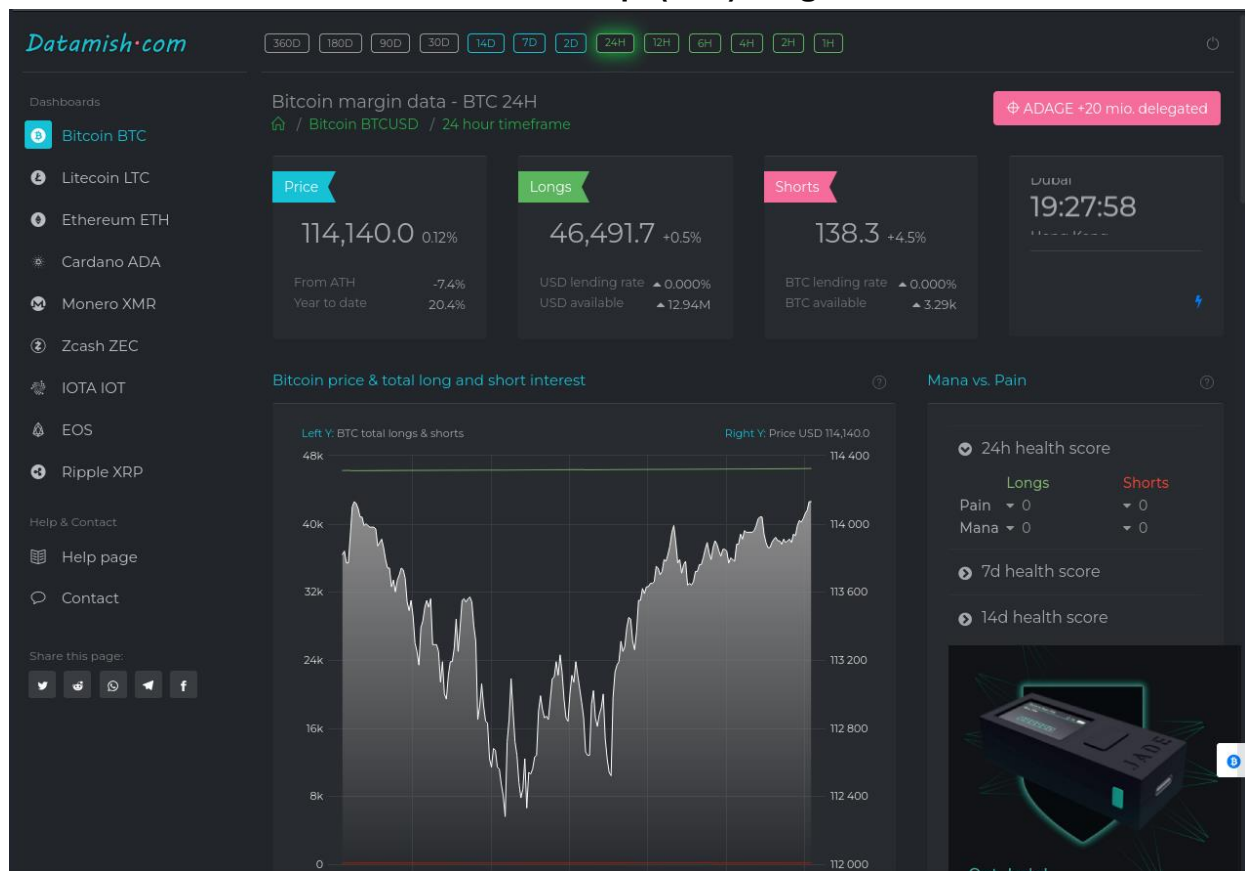 Datamish·com
360D 180D 90D 30D 14D 7D 2D 24H 12H 6H 4H 2H 1H
Dashboards
Bitcoin BTC
Litecoin LTC
Ethereum ETH
Cardano ADA
Monero XMR
Zcash ZEC
IOTA IOT
EOS
Ripple XRP
Help & Contact
Help page
Contact
Share this page:
Bitcoin margin data - BTC 24H
/ Bitcoin BTCUSD / 24 hour timeframe
ADAGE +20 mio. delegated
Price
114,140.0 0.12%
From ATH -7.4%
Year to date 20.4%
Longs
46,491.7 +0.5%
USD lending rate 0.000%
USD available 12.94M
Shorts
138.3 +4.5%
BTC lending rate 0.000%
BTC available 3.29k
Dubai
19:27:58
Bitcoin price & total long and short interest
Left Y: BTC total longs & shorts
Right Y: Price USD 114,140.0
48k 114 400
40k 114 000
32k 113 600
24k 113 200
16k 112 800
8k 112 400
0 112 000
Mana vs. Pain
24h health score
Longs Shorts
Pain 0 0
Mana 0 0
7d health score
14d health score
JADE